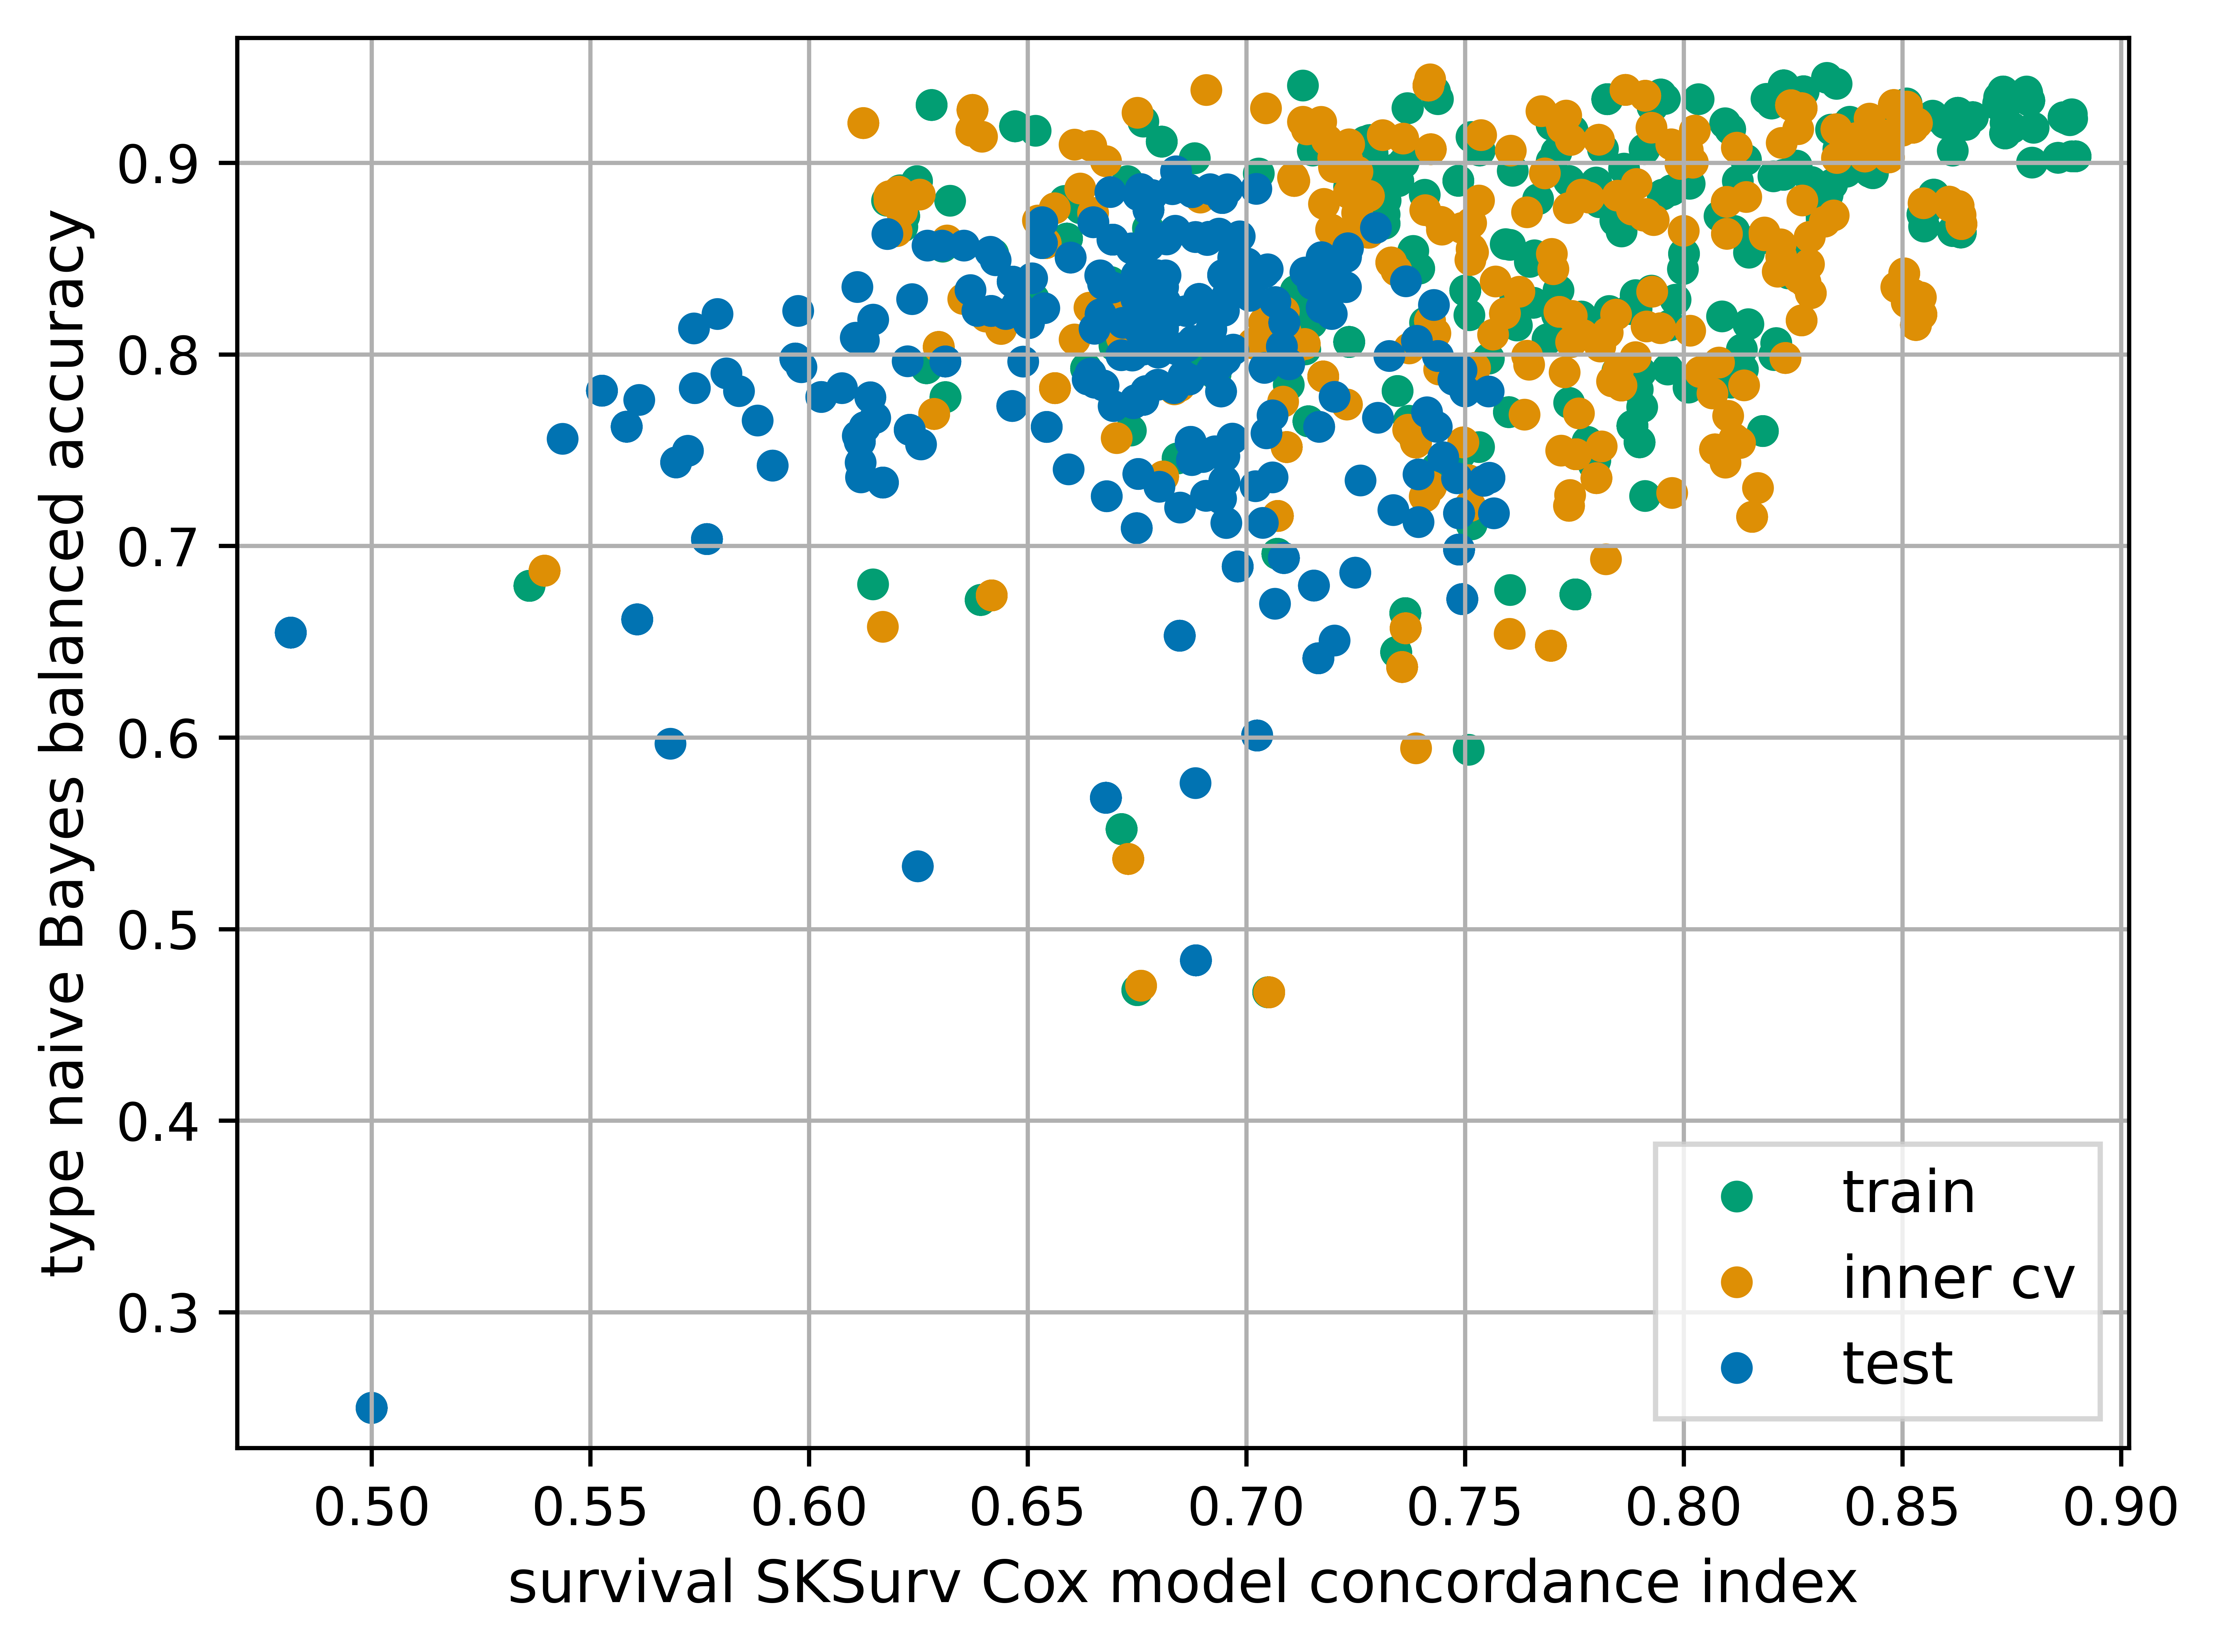 type naive Bayes balanced accuracy
0.9
0.8
0.7
0.6
0.5
0.4
0.3
train
inner cv
test
0.50 0.55 0.60 0.65 0.70 0.75 0.80 0.85 0.90
survival SKSurv Cox model concordance index